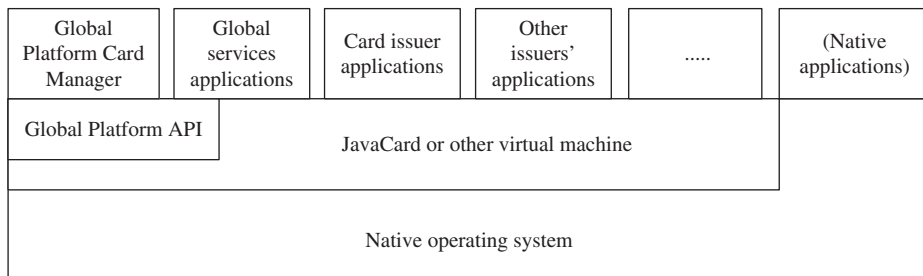 Global
Platform Card
Manager
Global
services
applications
Card issuer
applications
Other
issuers’
applications
.....
(Native
applications)
Global Platform API
JavaCard or other virtual machine
Native operating system